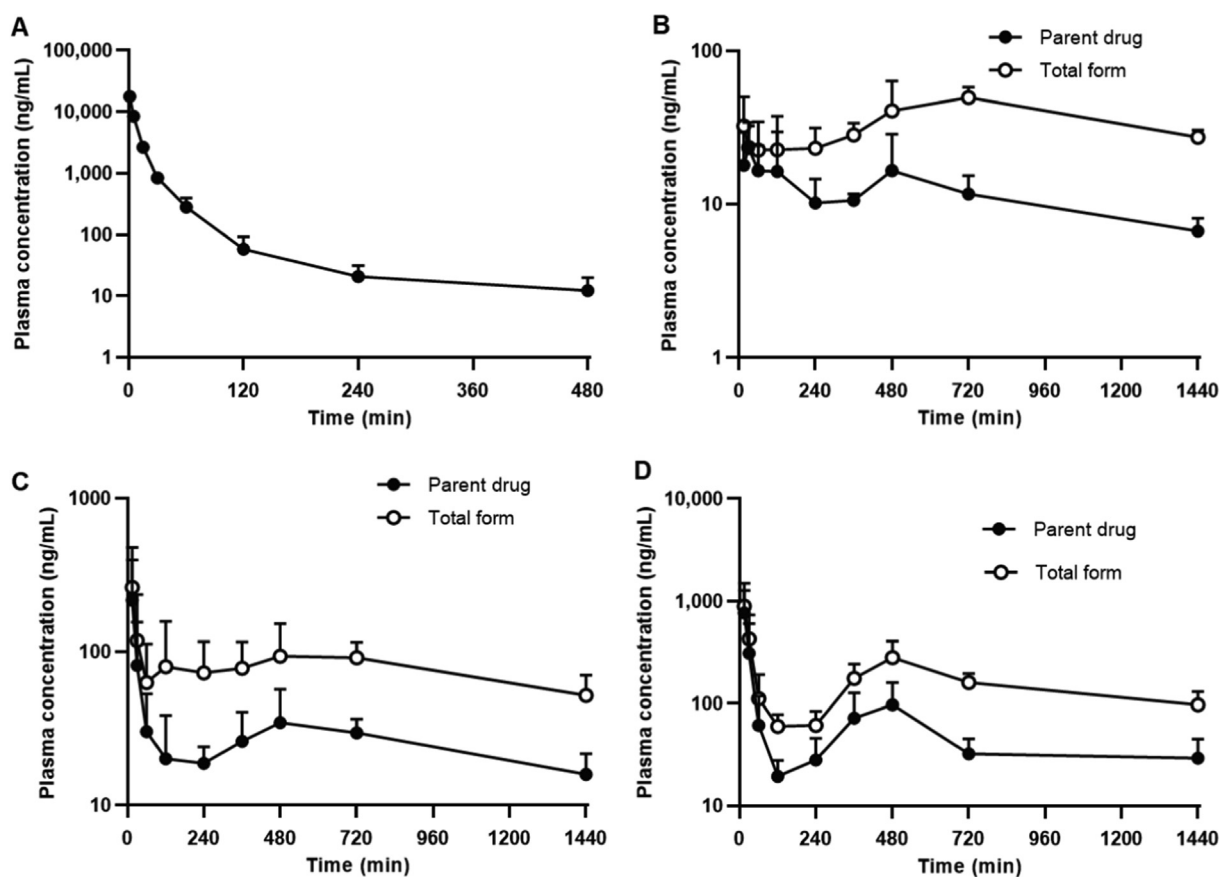 A
100,000
10,000
1,000
100
10
1
Plasma concentration (ng/mL)
0 120 240 360 480
Time (min)
B
Parent drug
Total form
100
10
1
Plasma concentration (ng/mL)
0 240 480 720 960 1200 1440
Time (min)
C
Parent drug
Total form
1000
100
10
Plasma concentration (ng/mL)
0 240 480 720 960 1200 1440
Time (min)
D
Parent drug
Total form
10,000
1,000
100
10
Plasma concentration (ng/mL)
0 240 480 720 960 1200 1440
Time (min)